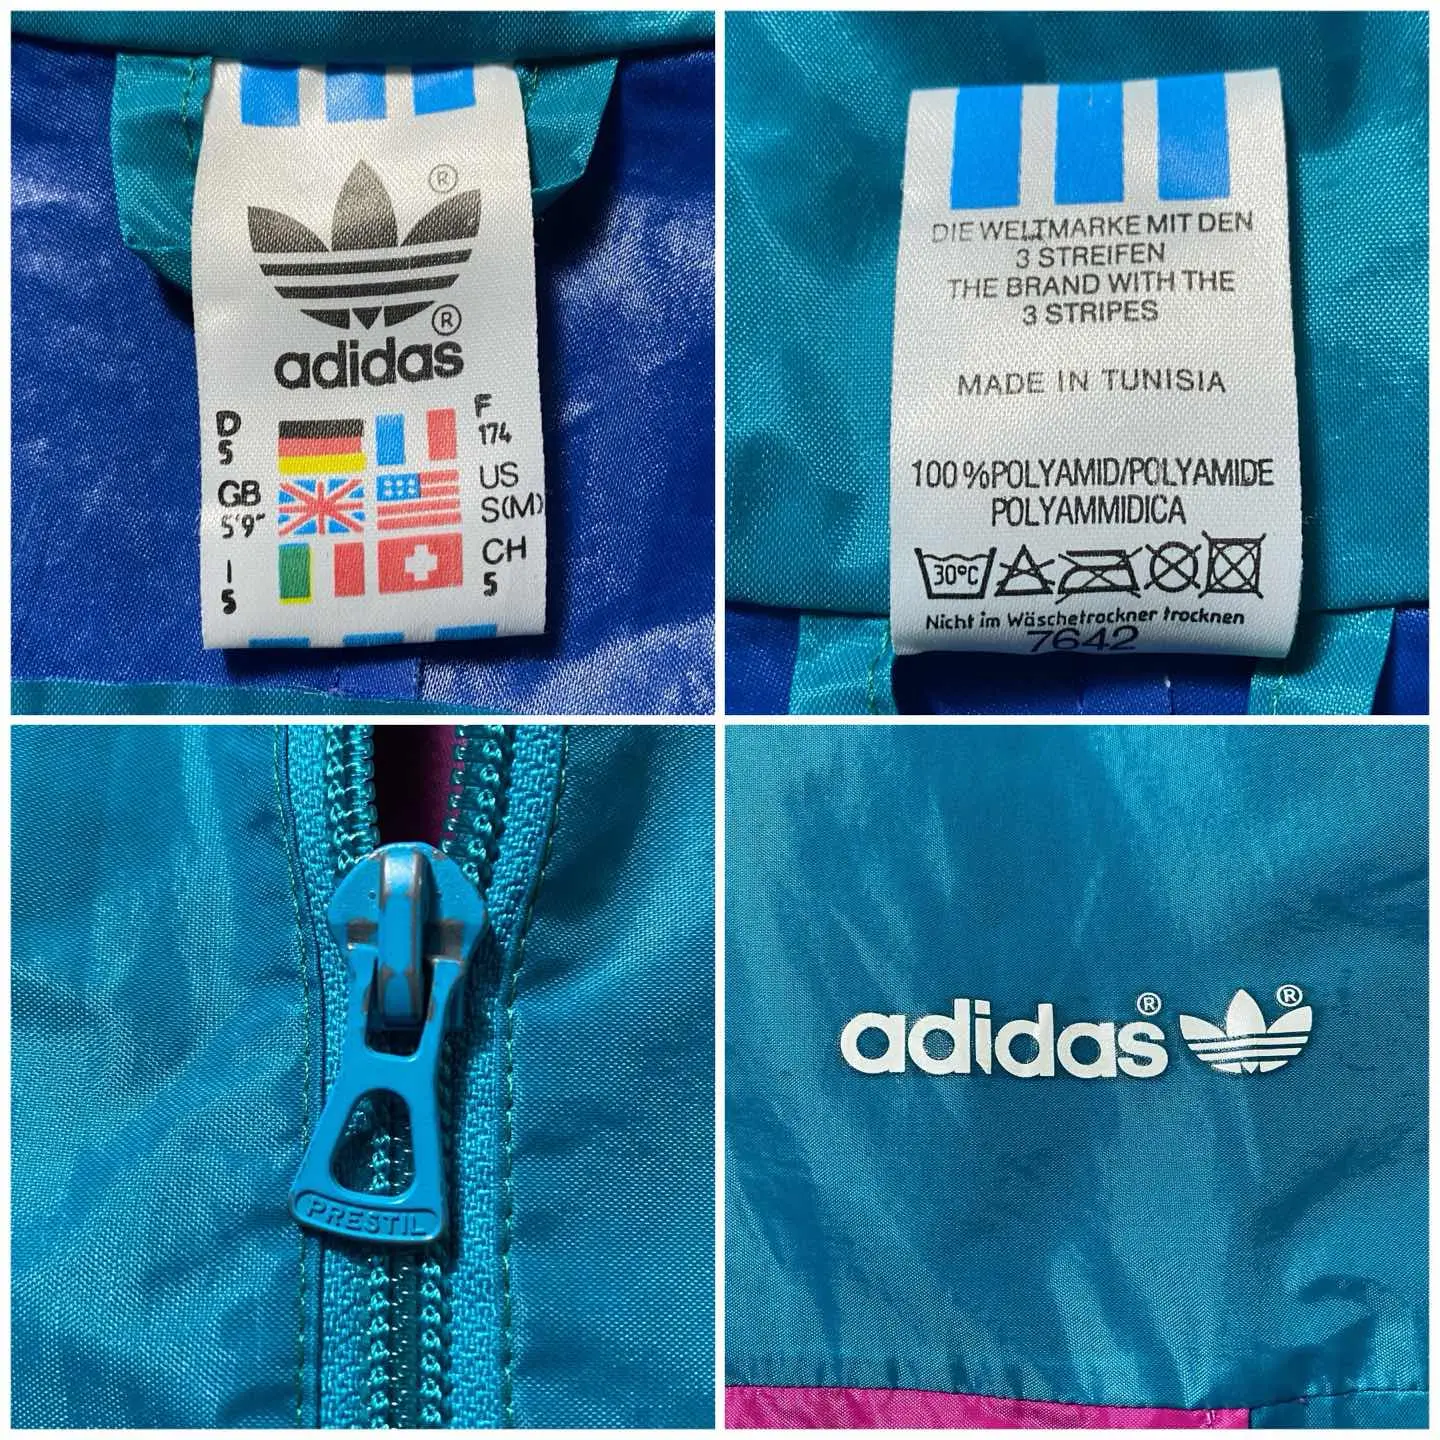 ®
®
adidas
D
5
F
174
GB
5'9"
US
S(M)
I
5
CH
5
DIE WELTMARKE MIT DEN
3 STREIFEN
THE BRAND WITH THE
3 STRIPES
MADE IN TUNISIA
100%POLYAMID/POLYAMIDE
POLYAMMIDICA
30°C
Nicht im Wäschetrockner trocknen
7642
PRESTIL
adidas® ®